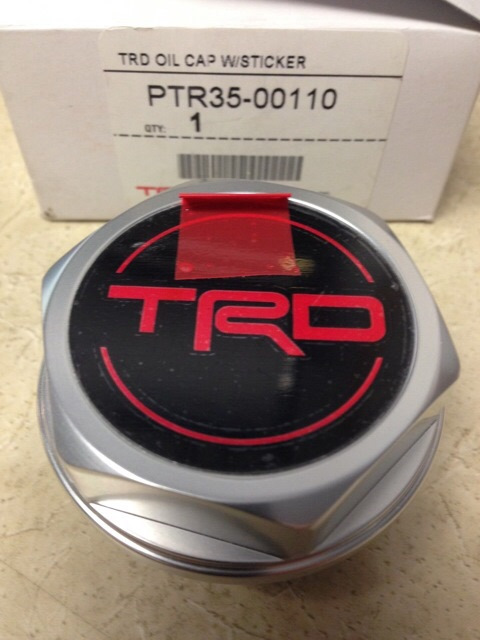 TRD OIL CAP W/STICKER
PTR35-00110
QTY: 1
TRD